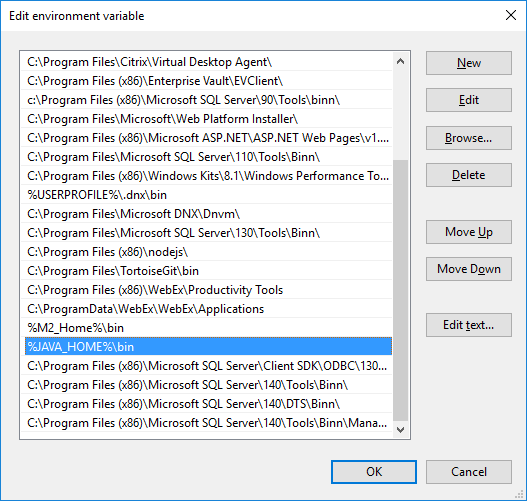 Edit environment variable
C:\Program Files\Citrix\Virtual Desktop Agent\
C:\Program Files (x86)\Enterprise Vault\EVClient\
c:\Program Files (x86)\Microsoft SQL Server\90\Tools\binn\
C:\Program Files\Microsoft\Web Platform Installer\
C:\Program Files (x86)\Microsoft ASP.NET\ASP.NET Web Pages\v1....
C:\Program Files\Microsoft SQL Server\110\Tools\Binn\
C:\Program Files (x86)\Windows Kits\8.1\Windows Performance To...
%USERPROFILE%\.dnx\bin
C:\Program Files\Microsoft DNX\Dnvm\
C:\Program Files\Microsoft SQL Server\130\Tools\Binn\
C:\Program Files (x86)\nodejs\
C:\Program Files\TortoiseGit\bin
C:\Program Files (x86)\WebEx\Productivity Tools
C:\ProgramData\WebEx\WebEx\Applications
%M2_Home%\bin
%JAVA_HOME%\bin
C:\Program Files (x86)\Microsoft SQL Server\Client SDK\ODBC\130...
C:\Program Files (x86)\Microsoft SQL Server\140\Tools\Binn\
C:\Program Files (x86)\Microsoft SQL Server\140\DTS\Binn\
C:\Program Files (x86)\Microsoft SQL Server\140\Tools\Binn\Mana...
New
Edit
Browse...
Delete
Move Up
Move Down
Edit text...
OK
Cancel